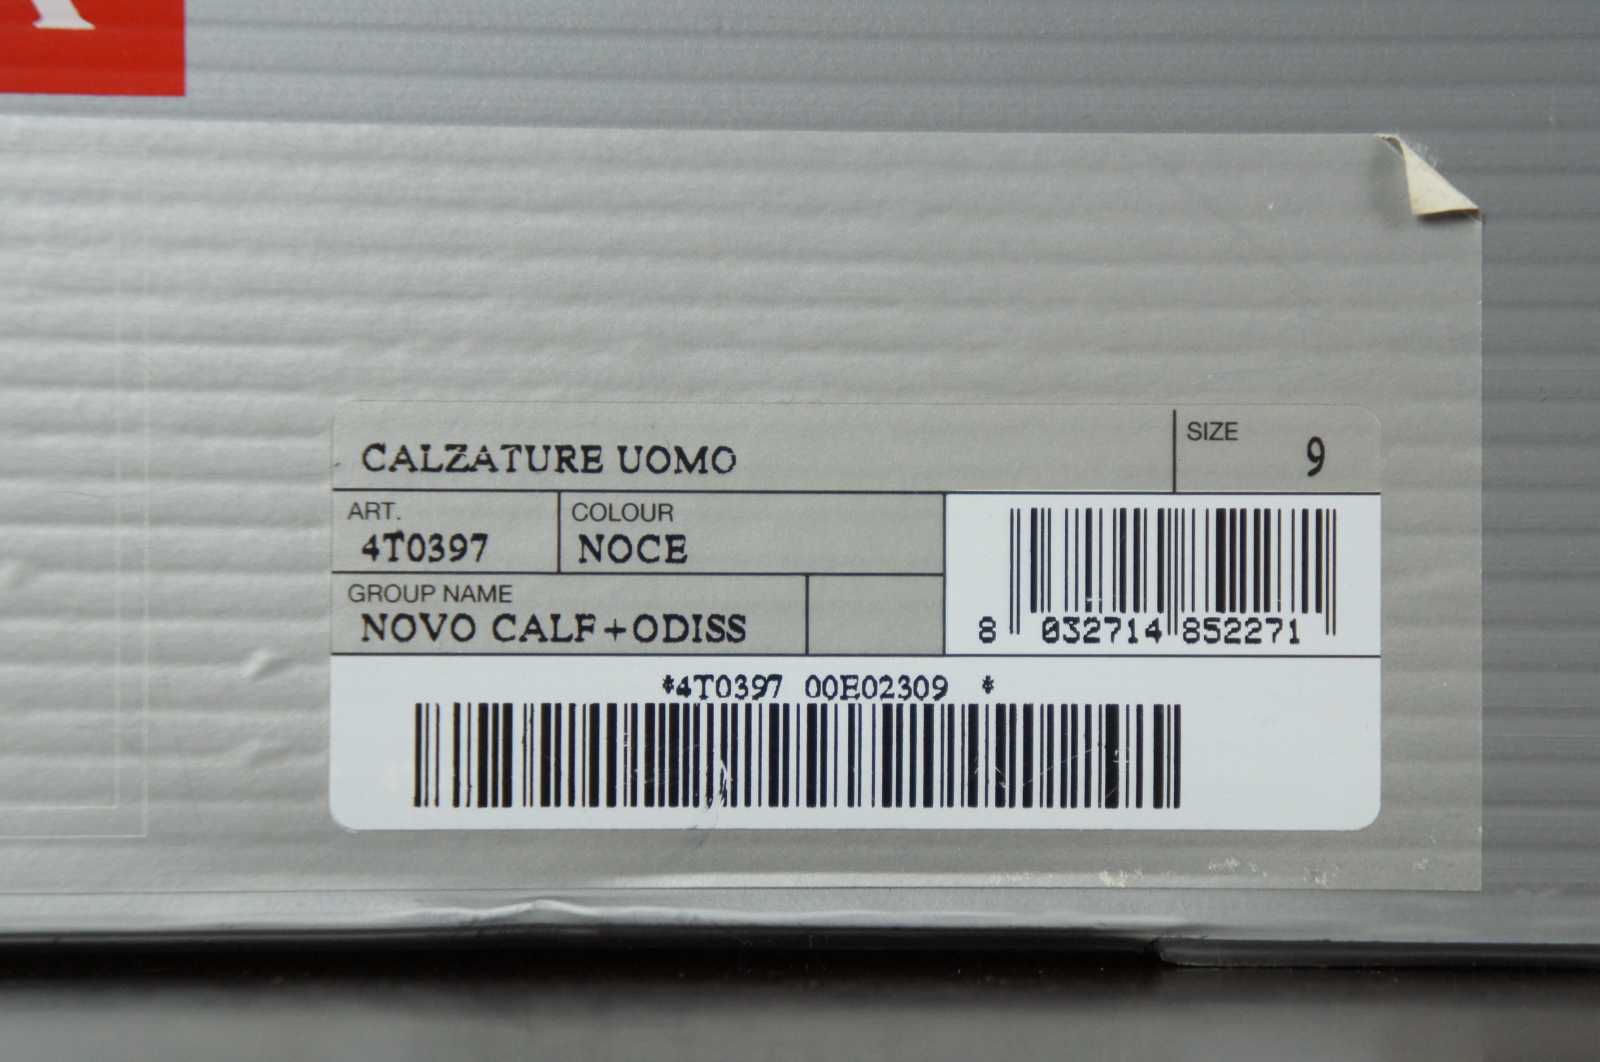 CALZATURE UOMO
SIZE 9
ART. COLOUR
4T0397 NOCE
GROUP NAME
NOVO CALF+ODISS
8 032714 852271
*4T0397 00E02309 *